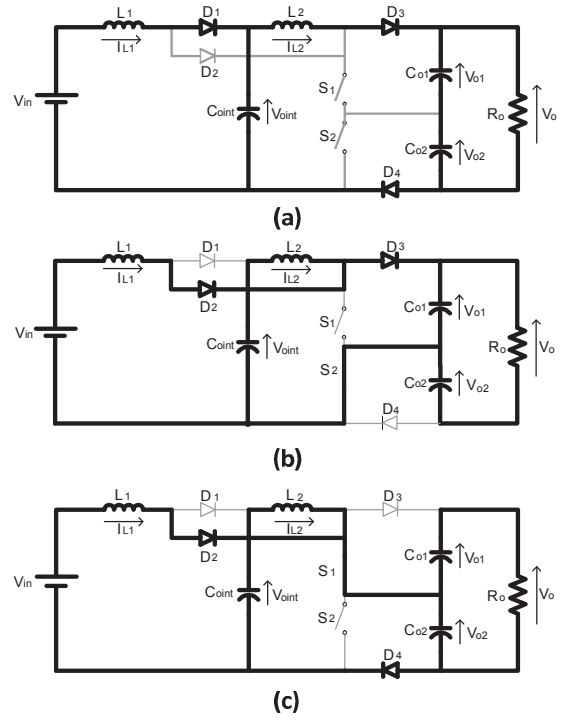 L1 D1 L2 D3
IL1 D2 IL2
Vin Coint Voint S1 S2 Co1 Vo1 Co2 Vo2 Ro Vo
D4
(a)
L1 D1 L2 D3
IL1 D2 IL2
Vin Coint Voint S1 S2 Co1 Vo1 Co2 Vo2 Ro Vo
D4
(b)
L1 D1 L2 D3
IL1 D2 IL2
Vin Coint Voint S1 S2 Co1 Vo1 Co2 Vo2 Ro Vo
D4
(c)